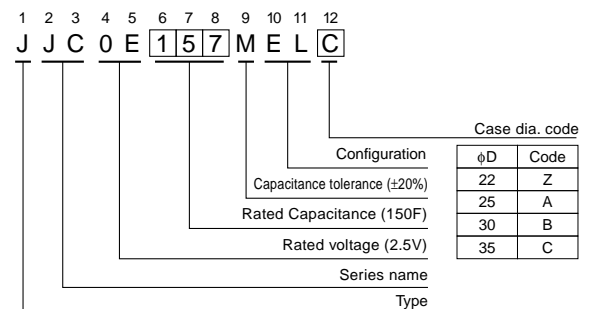 1 2 3 4 5 6 7 8 9 10 11 12
J J C 0 E 1 5 7 M E L C
Case dia. code
Configuration
Capacitance tolerance (±20%)
Rated Capacitance (150F)
Rated voltage (2.5V)
Series name
Type
ϕD Code
22 Z
25 A
30 B
35 C